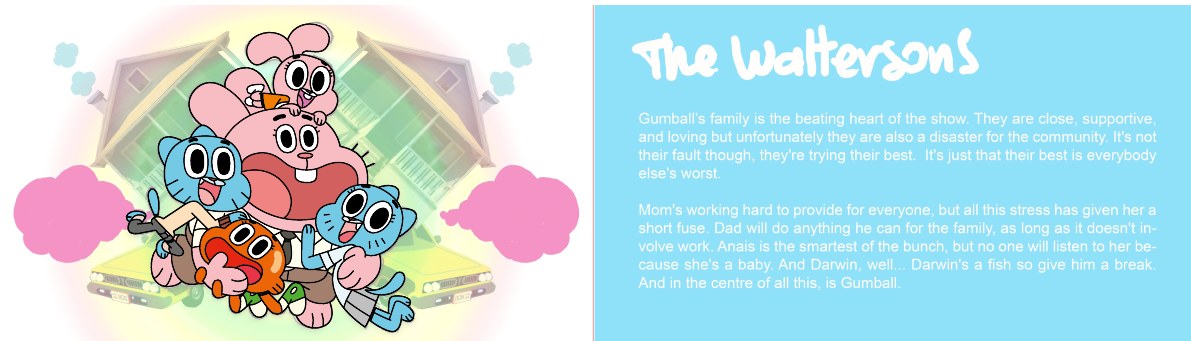 The Waltersons
Gumball's family is the beating heart of the show. They are close, supportive,
and loving but unfortunately they are also a disaster for the community. It's not
their fault though, they're trying their best. It's just that their best is everybody
else's worst.
Mom's working hard to provide for everyone, but all this stress has given her a
short fuse. Dad will do anything he can for the family, as long as it doesn't in-
volve work. Anais is the smartest of the bunch, but no one will listen to her be-
cause she's a baby. And Darwin, well... Darwin's a fish so give him a break.
And in the centre of all this, is Gumball.